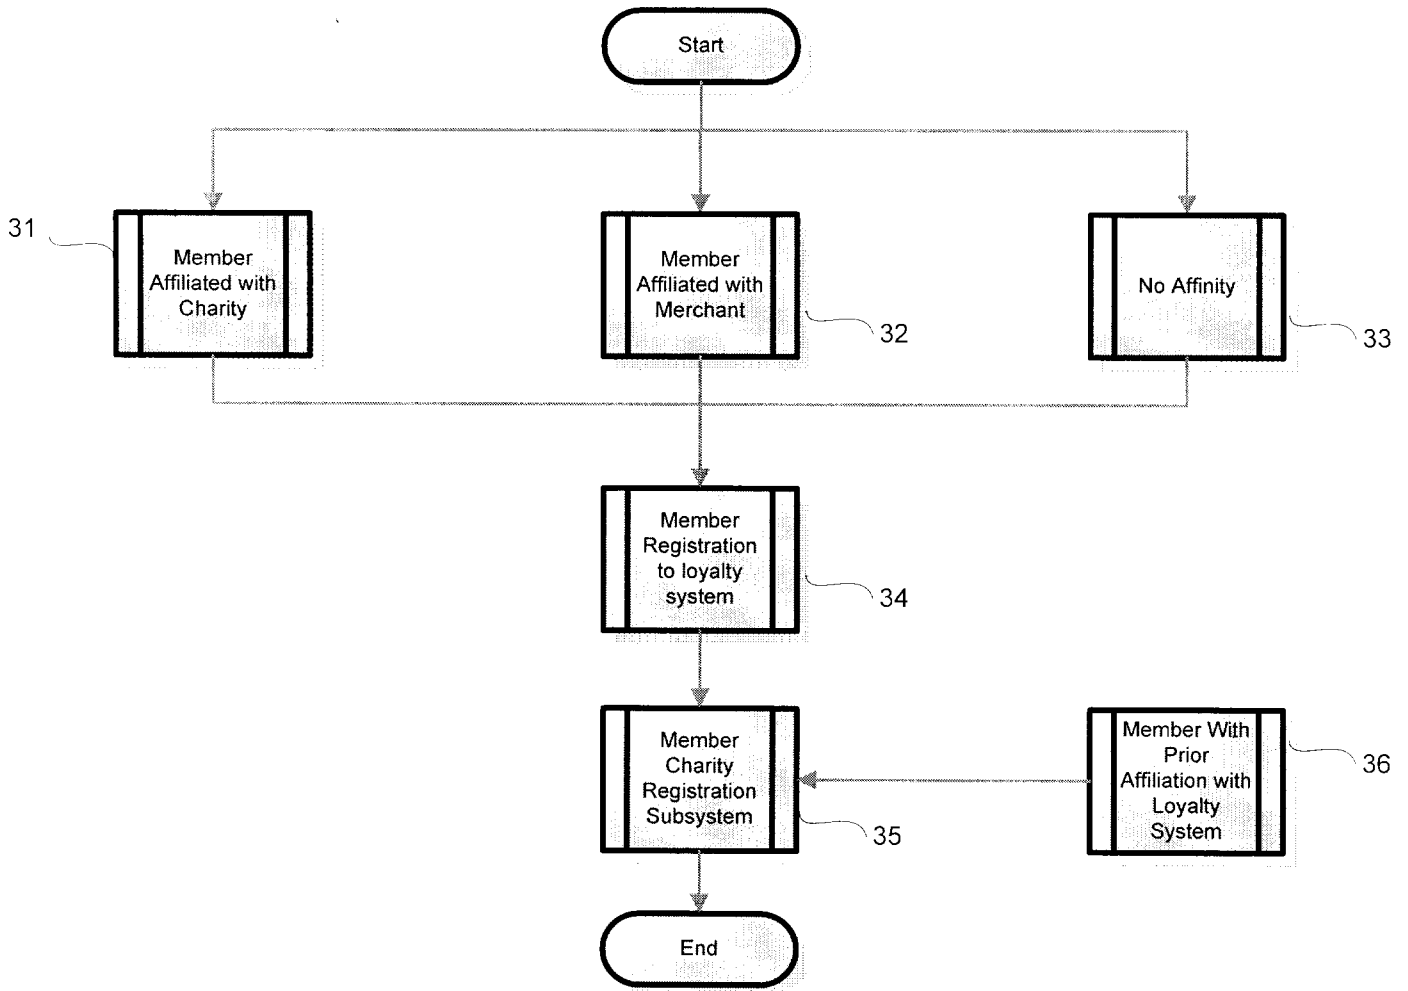 Start
31
Member
Affiliated with
Charity
Member
Affiliated with
Merchant
32
No Affinity
33
Member
Registration
to loyalty
system
34
Member
Charity
Registration
Subsystem
35
Member With
Prior
Affiliation with
Loyalty
System
36
End